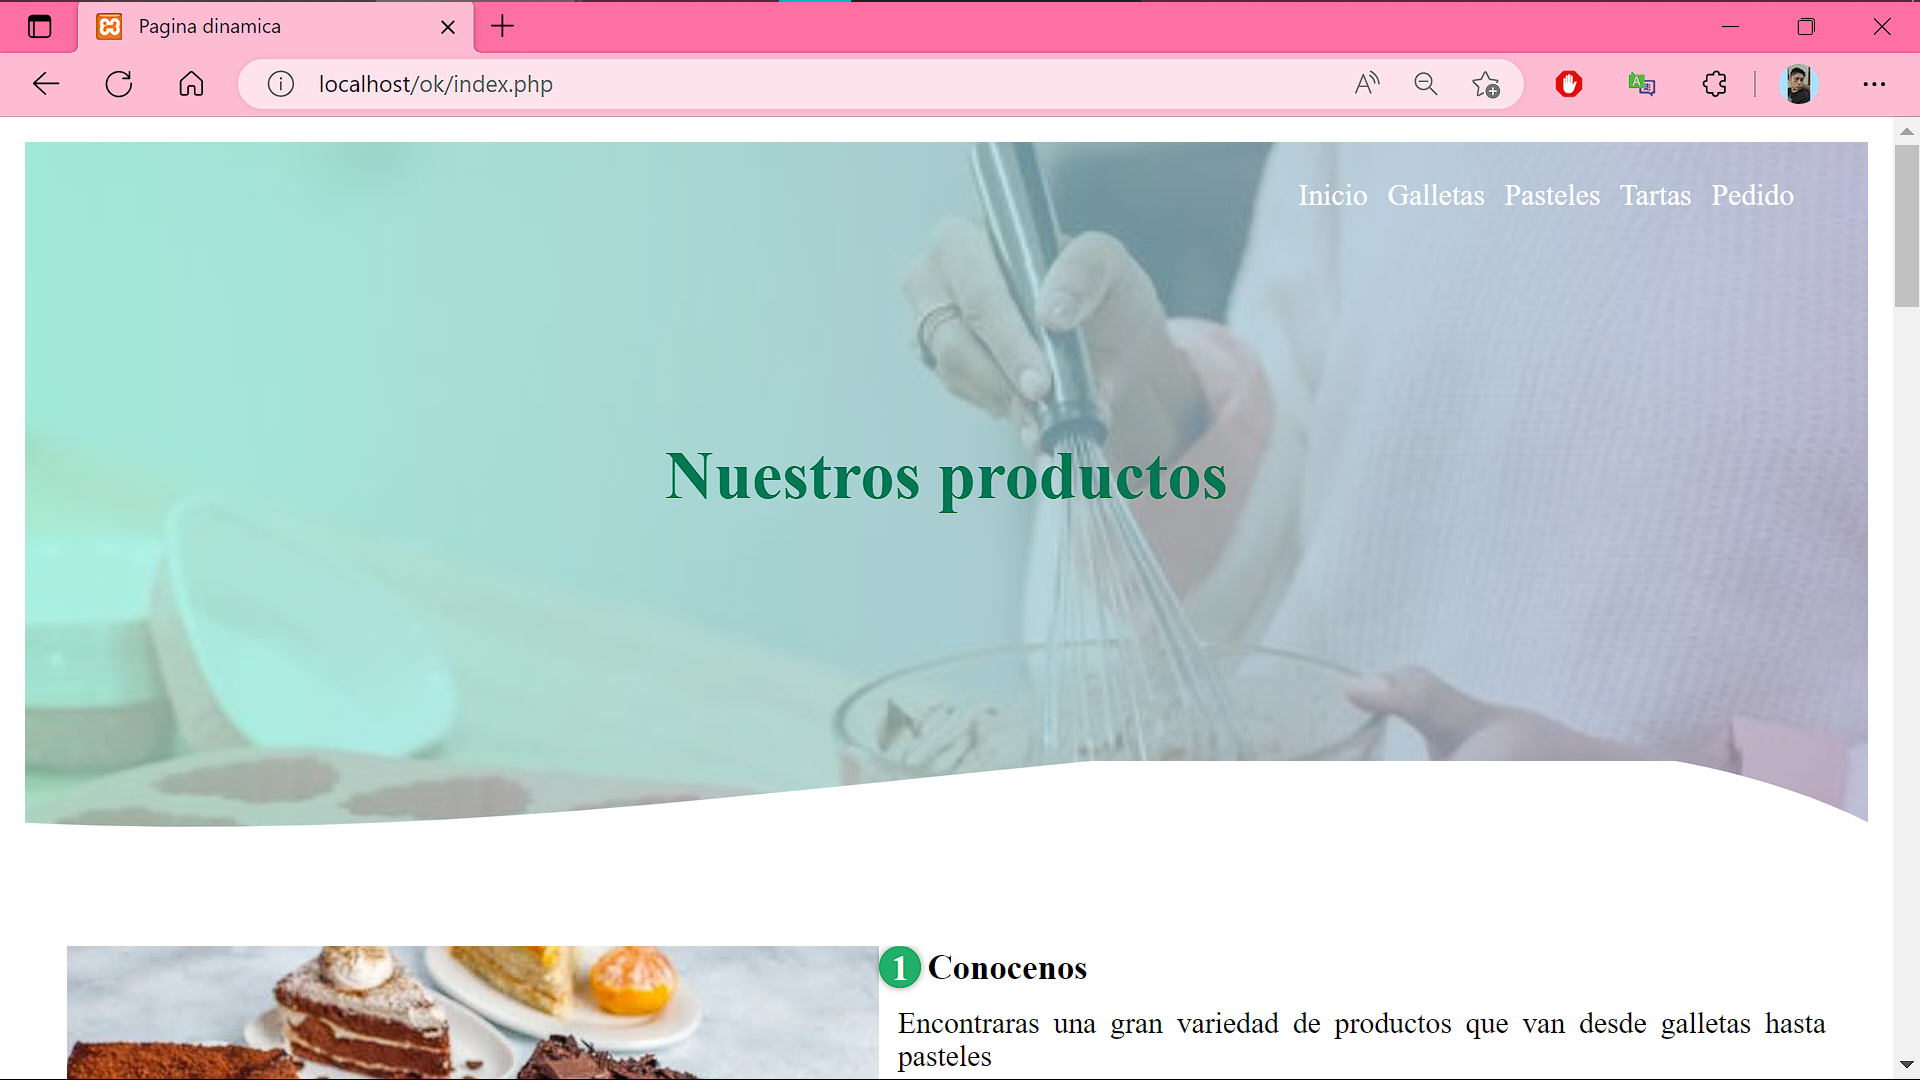 Pagina dinamica
localhost/ok/index.php
Inicio Galletas Pasteles Tartas Pedido
Nuestros productos
1 Conocenos
Encontraras una gran variedad de productos que van desde galletas hasta
pasteles